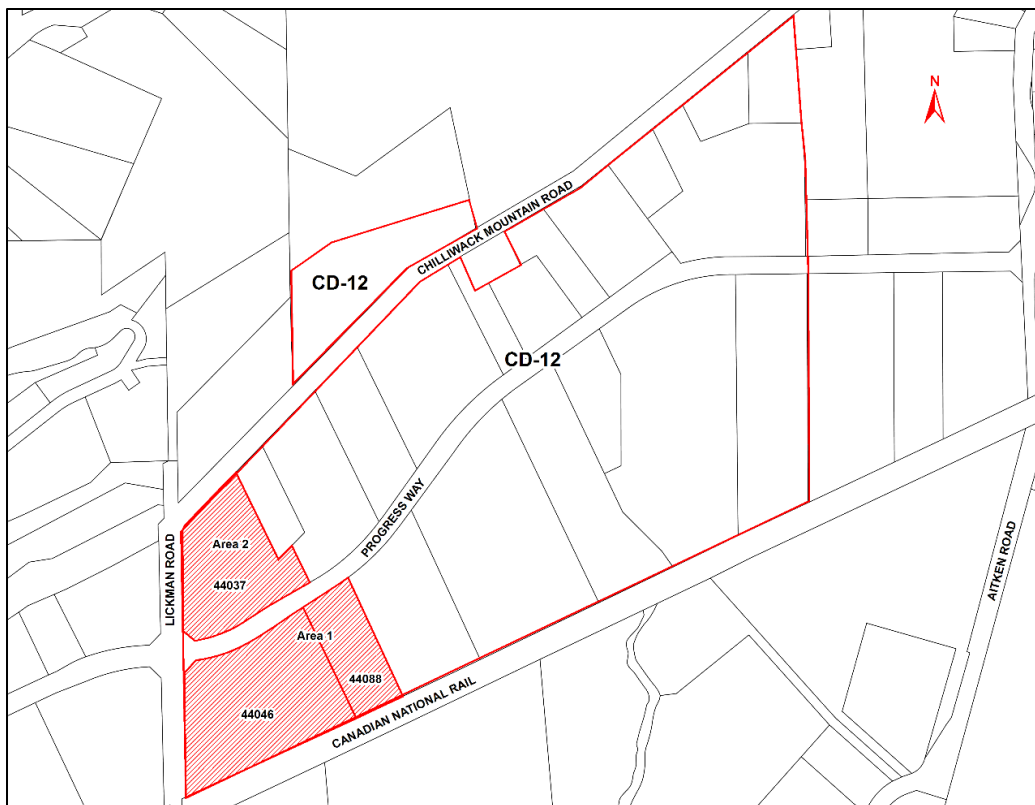 N
CHILLIWACK MOUNTAIN ROAD
CD-12
CD-12
PROGRESS WAY
LICKMAN ROAD
Area 2
44037
AITKEN ROAD
Area 1
44088
44046
CANADIAN NATIONAL RAIL